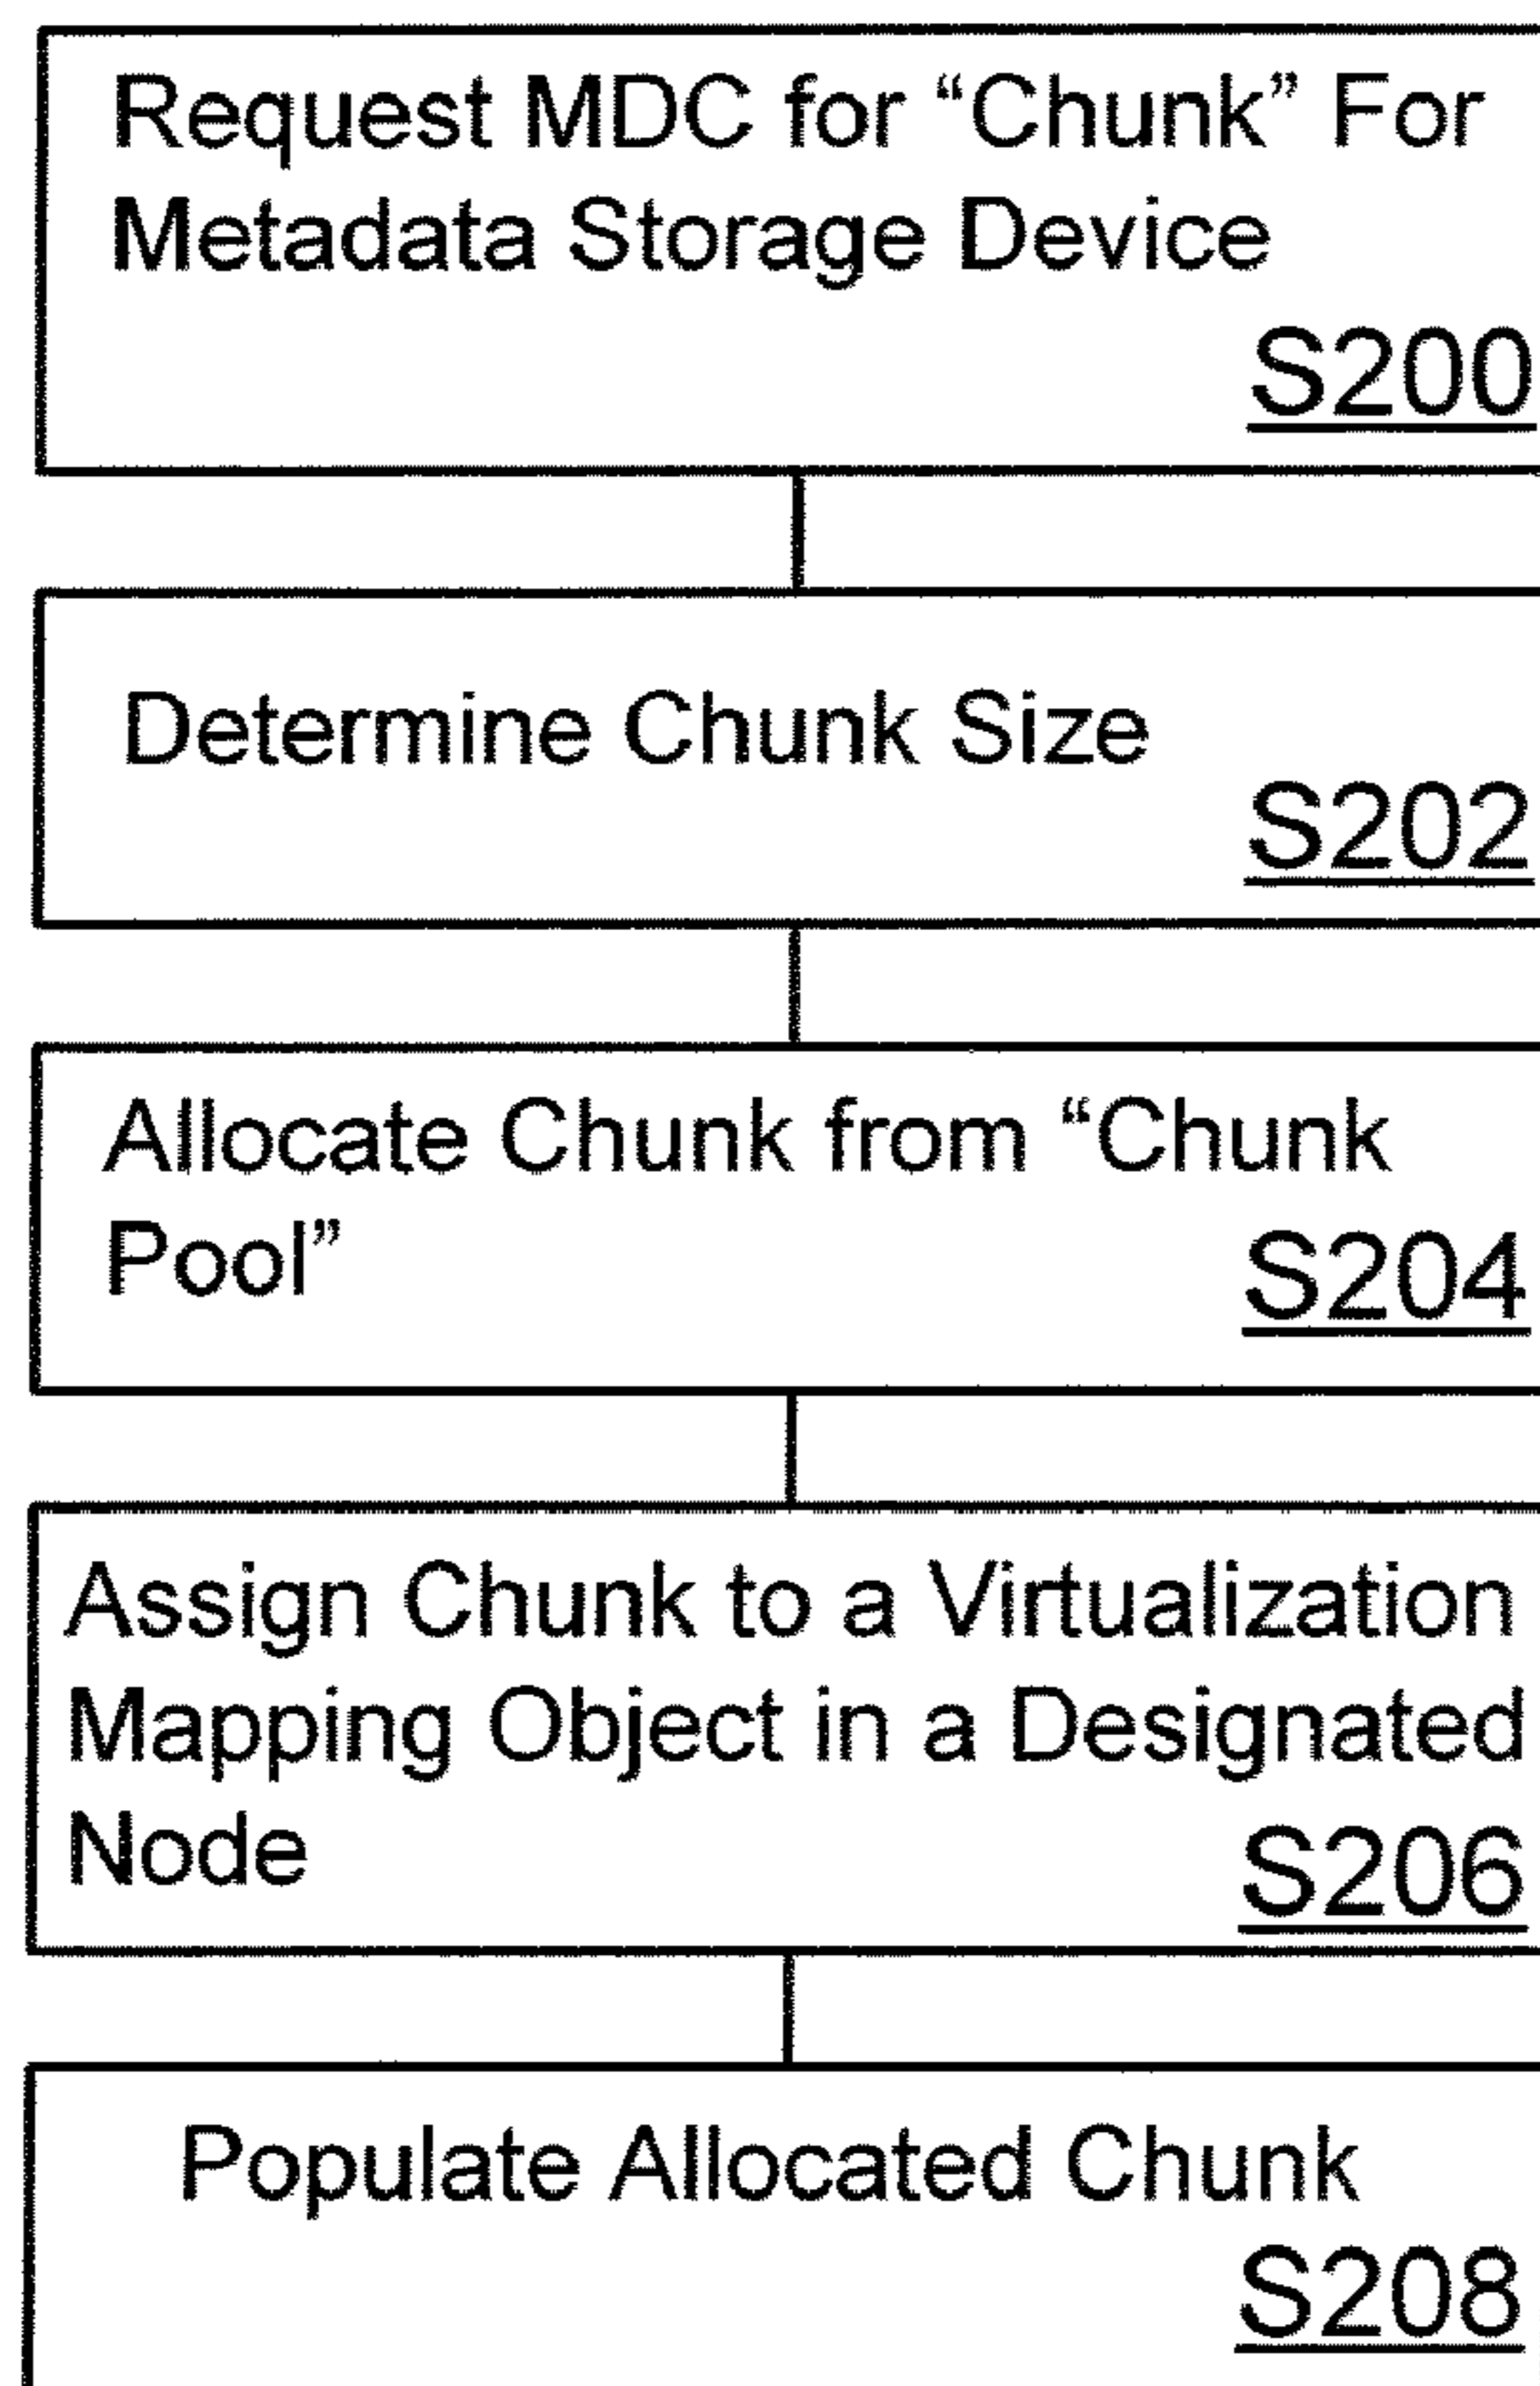 Request MDC for “Chunk” For
Metadata Storage Device
S200
Determine Chunk Size
S202
Allocate Chunk from “Chunk
Pool”
S204
Assign Chunk to a Virtualization
Mapping Object in a Designated
Node
S206
Populate Allocated Chunk
S208